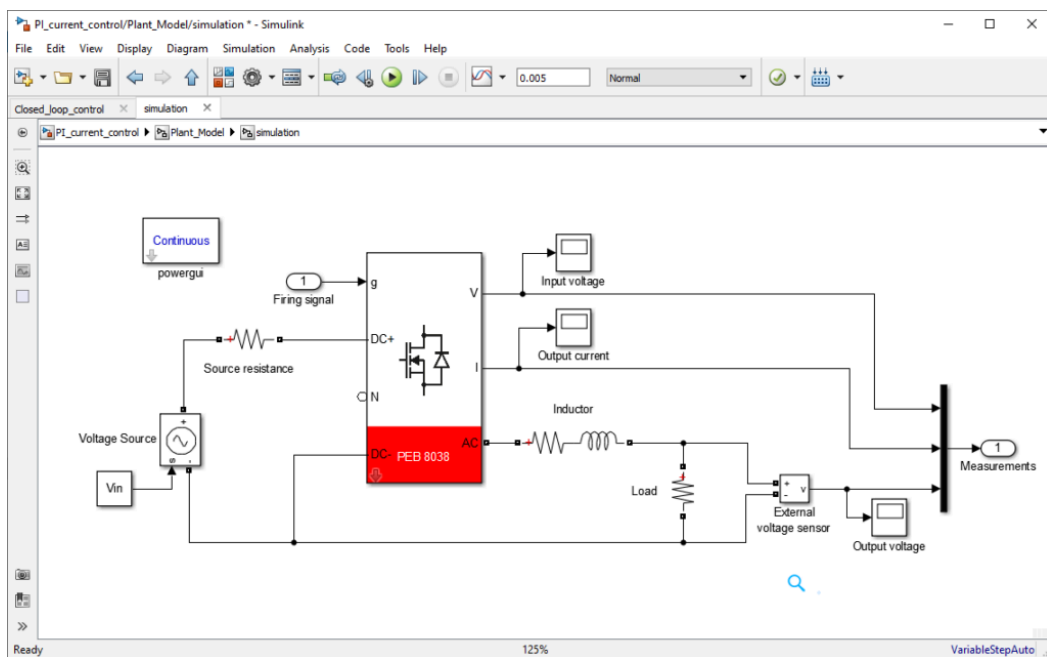 PI_current_control/Plant_Model/simulation * - Simulink
File Edit View Display Diagram Simulation Analysis Code Tools Help
0.005 Normal
Closed_loop_control simulation
PI_current_control Plant_Model simulation
Continuous
powergui
1
Firing signal
g
V
Input voltage
DC+
Source resistance
I
Output current
N
Inductor
Voltage Source
+
s
-
Vin
DC-
PEB 8038
AC
+
Load
+
+
-
v
External
voltage sensor
Output voltage
1
Measurements
Ready 125% VariableStepAuto